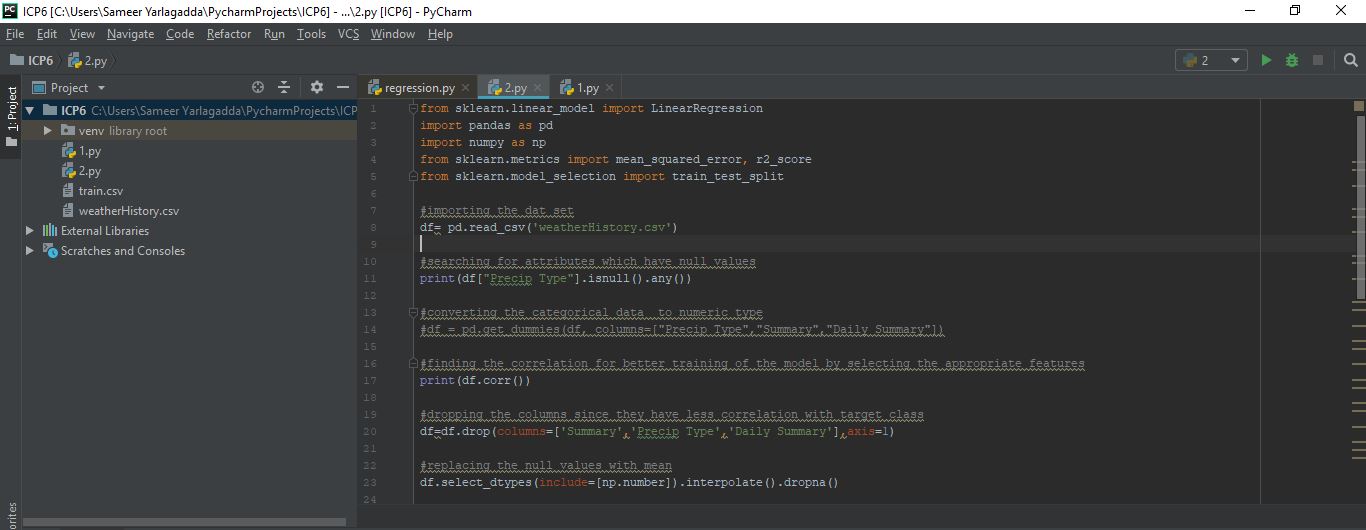 ICP6 [C:\Users\Sameer Yarlagadda\PycharmProjects\ICP6] - ...\2.py [ICP6] - PyCharm
File Edit View Navigate Code Refactor Run Tools VCS Window Help
ICP6 2.py 2
Project
regression.py 2.py 1.py
1: Project
ICP6 C:\Users\Sameer Yarlagadda\PycharmProjects\ICP
venv library root
1.py
2.py
train.csv
weatherHistory.csv
External Libraries
Scratches and Consoles
orites
1 from sklearn.linear_model import LinearRegression
2 import pandas as pd
3 import numpy as np
4 from sklearn.metrics import mean_squared_error, r2_score
5 from sklearn.model_selection import train_test_split
6
7 #importing the dat set
8 df= pd.read_csv('weatherHistory.csv')
9
10 #searching for attributes which have null values
11 print(df["Precip Type"].isnull().any())
12
13 #converting the categorical data  to numeric type
14 #df = pd.get_dummies(df, columns=["Precip Type","Summary","Daily Summary"])
15
16 #finding the correlation for better training of the model by selecting the appropriate features
17 print(df.corr())
18
19 #dropping the columns since they have less correlation with target class
20 df=df.drop(columns=['Summary','Precip Type','Daily Summary'],axis=1)
21
22 #replacing the null values with mean
23 df.select_dtypes(include=[np.number]).interpolate().dropna()
24